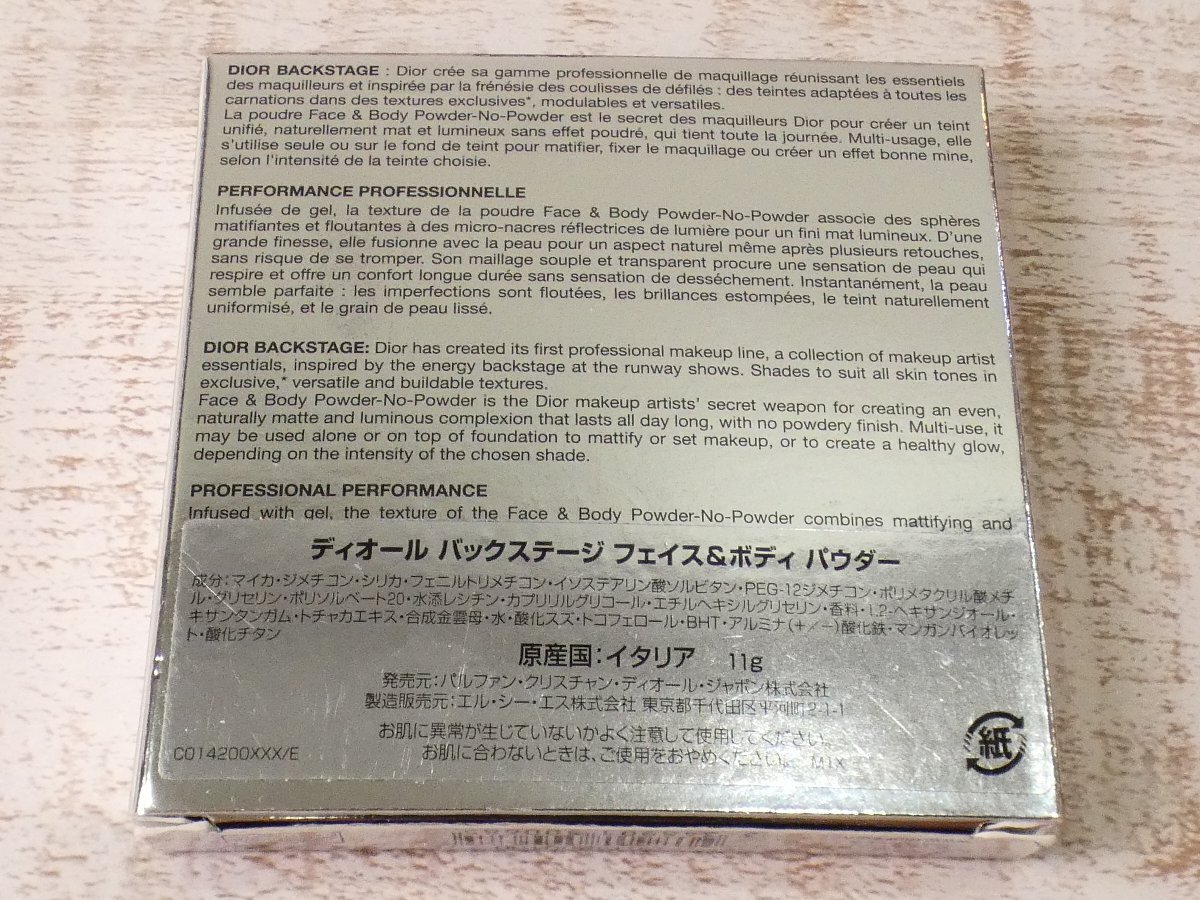 DIOR BACKSTAGE : Dior crée sa gamme professionnelle de maquillage réunissant les essentiels
des maquilleurs et inspirée par la frénésie des coulisses de défilés : des teintes adaptées à toutes les
carnations dans des textures exclusives*, modulables et versatiles.
La poudre Face & Body Powder-No-Powder est le secret des maquilleurs Dior pour créer un teint
unifié, naturellement mat et lumineux sans effet poudré, qui tient toute la journée. Multi-usage, elle
s'utilise seule ou sur le fond de teint pour matifier, fixer le maquillage ou créer un effet bonne mine,
selon l'intensité de la teinte choisie.
PERFORMANCE PROFESSIONNELLE
Infusée de gel, la texture de la poudre Face & Body Powder-No-Powder associe des sphères
matifiantes et floutantes à des micro-nacres réflectrices de lumière pour un fini mat lumineux. D'une
grande finesse, elle fusionne avec la peau pour un aspect naturel même après plusieurs retouches,
sans risque de se tromper. Son maillage souple et transparent procure une sensation de peau qui
respire et offre un confort longue durée sans sensation de desséchement. Instantanément, la peau
semble parfaite : les imperfections sont floutées, les brillances estompées, le teint naturellement
uniformisé, et le grain de peau lissé.
DIOR BACKSTAGE: Dior has created its first professional makeup line, a collection of makeup artist
essentials, inspired by the energy backstage at the runway shows. Shades to suit all skin tones in
exclusive,* versatile and buildable textures.
Face & Body Powder-No-Powder is the Dior makeup artists' secret weapon for creating an even,
naturally matte and luminous complexion that lasts all day long, with no powdery finish. Multi-use, it
may be used alone or on top of foundation to mattify or set makeup, or to create a healthy glow,
depending on the intensity of the chosen shade.
PROFESSIONAL PERFORMANCE
Infused with gel, the texture of the Face & Body Powder-No-Powder combines mattifying and
ディオール バックステージ フェイス&ボディ パウダー
成分:マイカ・ジメチコン・シリカ・フェニルトリメチコン・イソステアリン酸ソルビタン・PEG-12ジメチコン・ポリメタクリル酸メチ
ル・グリセリン・ポリソルベート20・水添レシチン・カプリリルグリコール・エチルヘキシルグリセリン・香料・1,2-ヘキサンジオール・
キサンタンガム・トチャカエキス・合成金雲母・水・酸化スズ・トコフェロール・BHT・アルミナ(+/-)酸化鉄・マンガンバイオレッ
ト・酸化チタン
原産国:イタリア 11g
発売元:パルファン・クリスチャン・ディオール・ジャポン株式会社
製造販売元:エル・シー・エス株式会社 東京都千代田区平河町2-1-1
お肌に異常が生じていないかよく注意して使用してください。
お肌に合わないときは、ご使用をおやめください。 M1X
C014200XXX/E
紙